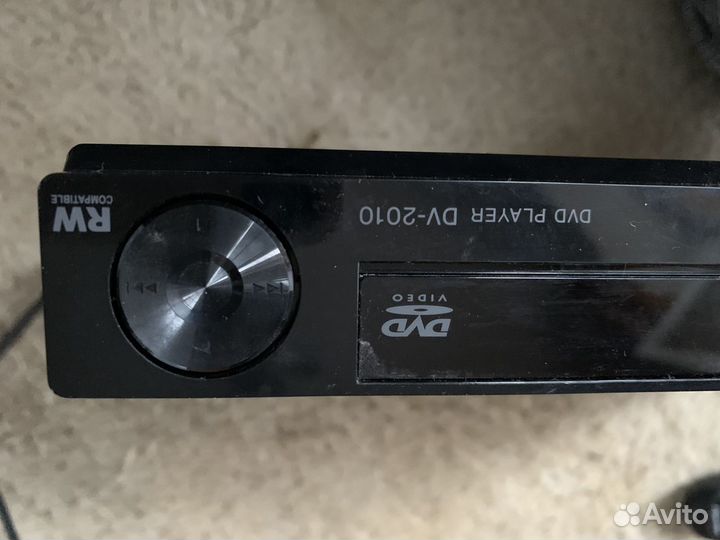 DVD PLAYER DV-2010
RW
COMPATIBLE
DVD
VIDEO
Avito